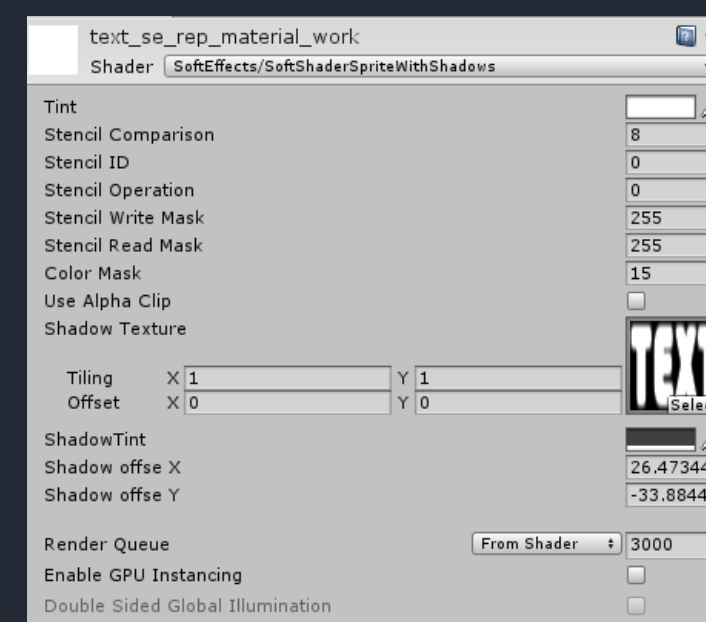 text_se_rep_material_work
Shader SoftEffects/SoftShaderSpriteWithShadows
Tint
Stencil Comparison 8
Stencil ID 0
Stencil Operation 0
Stencil Write Mask 255
Stencil Read Mask 255
Color Mask 15
Use Alpha Clip
Shadow Texture
TEXT
Tiling X 1 Y 1
Offset X 0 Y 0
ShadowTint
Shadow offse X 26.47344
Shadow offse Y -33.8844
Render Queue From Shader 3000
Enable GPU Instancing
Double Sided Global Illumination